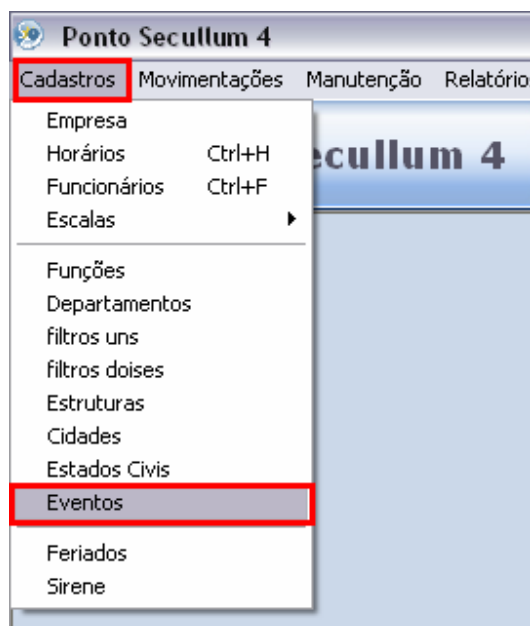 Ponto Secullum 4
Cadastros Movimentações Manutenção Relatório
ecullum 4
Empresa
Horários Ctrl+H
Funcionários Ctrl+F
Escalas
Funções
Departamentos
filtros uns
filtros doises
Estruturas
Cidades
Estados Civis
Eventos
Feriados
Sirene